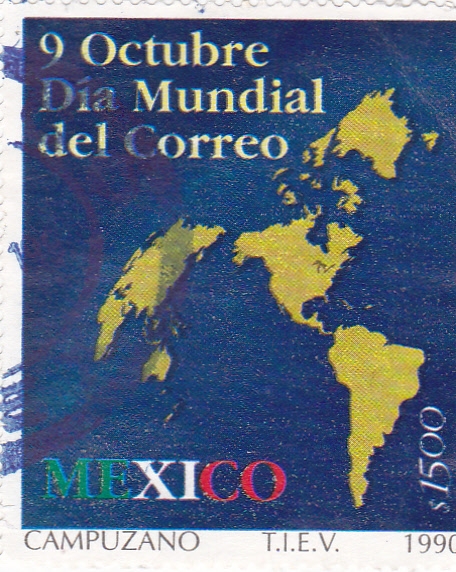 9 Octubre
Día Mundial
del Correo
$1500
MEXICO
CAMPUZANO T.I.E.V. 1990